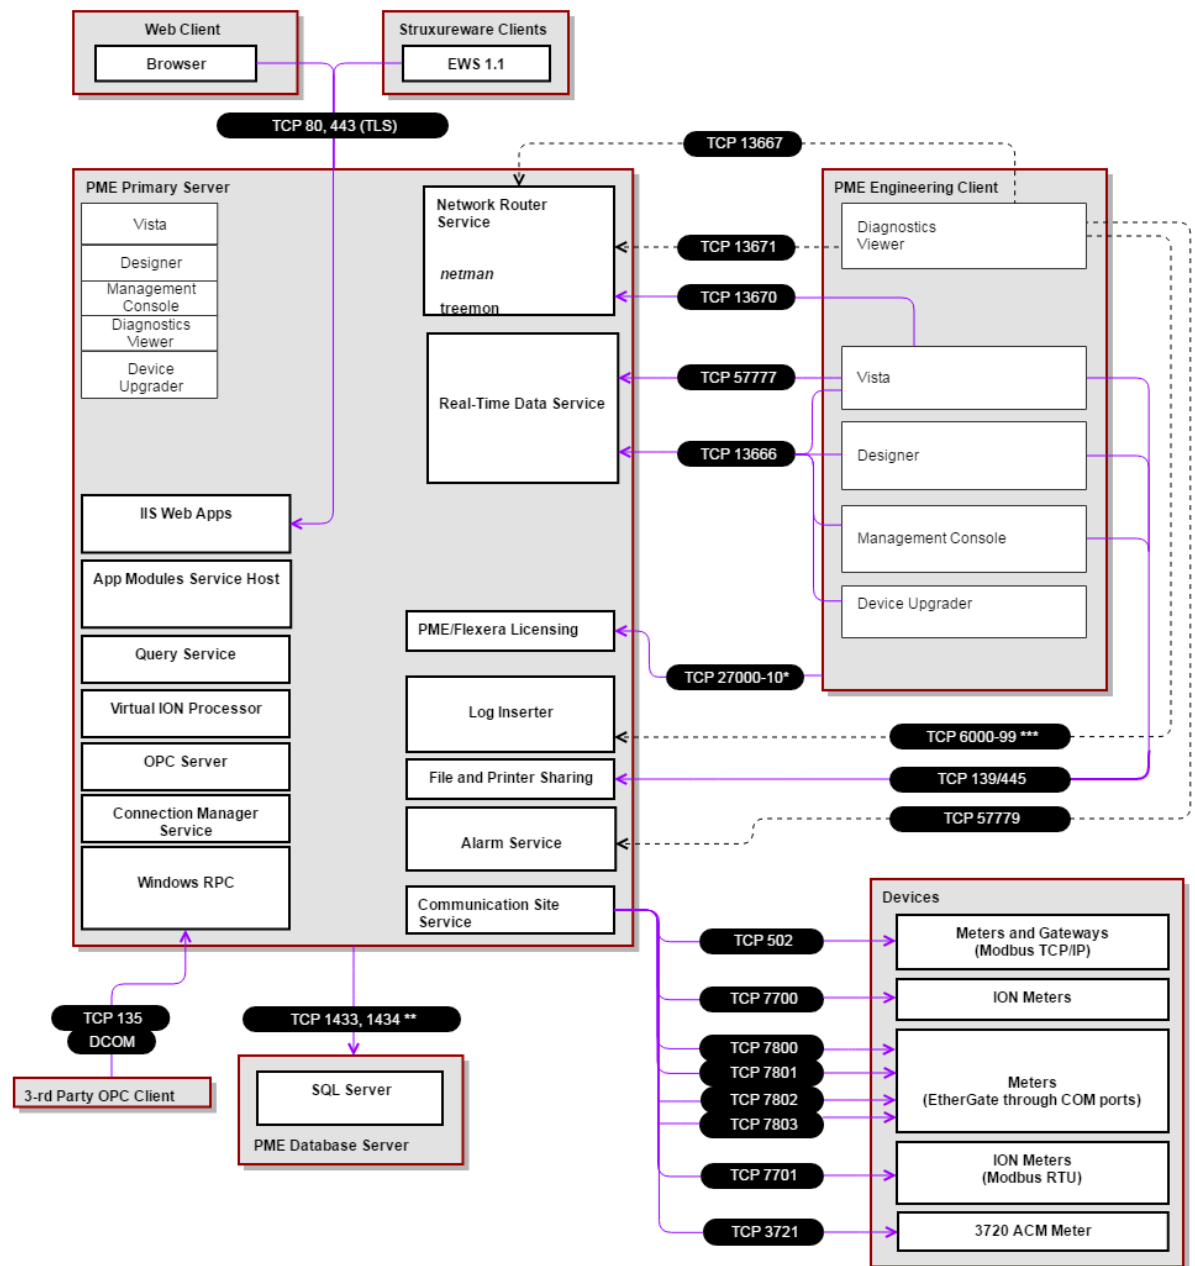 Web Client
Browser
Struxureware Clients
EWS 1.1
TCP 80, 443 (TLS)
TCP 13667
PME Primary Server
Vista
Designer
Management
Console
Diagnostics
Viewer
Device
Upgrader
Network Router
Service
netman
treemon
Real-Time Data Service
TCP 13671
TCP 13670
TCP 57777
TCP 13666
PME Engineering Client
Diagnostics
Viewer
Vista
Designer
Management Console
Device Upgrader
IIS Web Apps
App Modules Service Host
Query Service
Virtual ION Processor
OPC Server
Connection Manager
Service
Windows RPC
PME/Flexera Licensing
Log Inserter
File and Printer Sharing
Alarm Service
Communication Site
Service
TCP 27000-10*
TCP 6000-99 ***
TCP 139/445
TCP 57779
TCP 135
DCOM
3-rd Party OPC Client
TCP 1433, 1434 **
SQL Server
PME Database Server
TCP 502
TCP 7700
TCP 7800
TCP 7801
TCP 7802
TCP 7803
TCP 7701
TCP 3721
Devices
Meters and Gateways
(Modbus TCP/IP)
ION Meters
Meters
(EtherGate through COM ports)
ION Meters
(Modbus RTU)
3720 ACM Meter